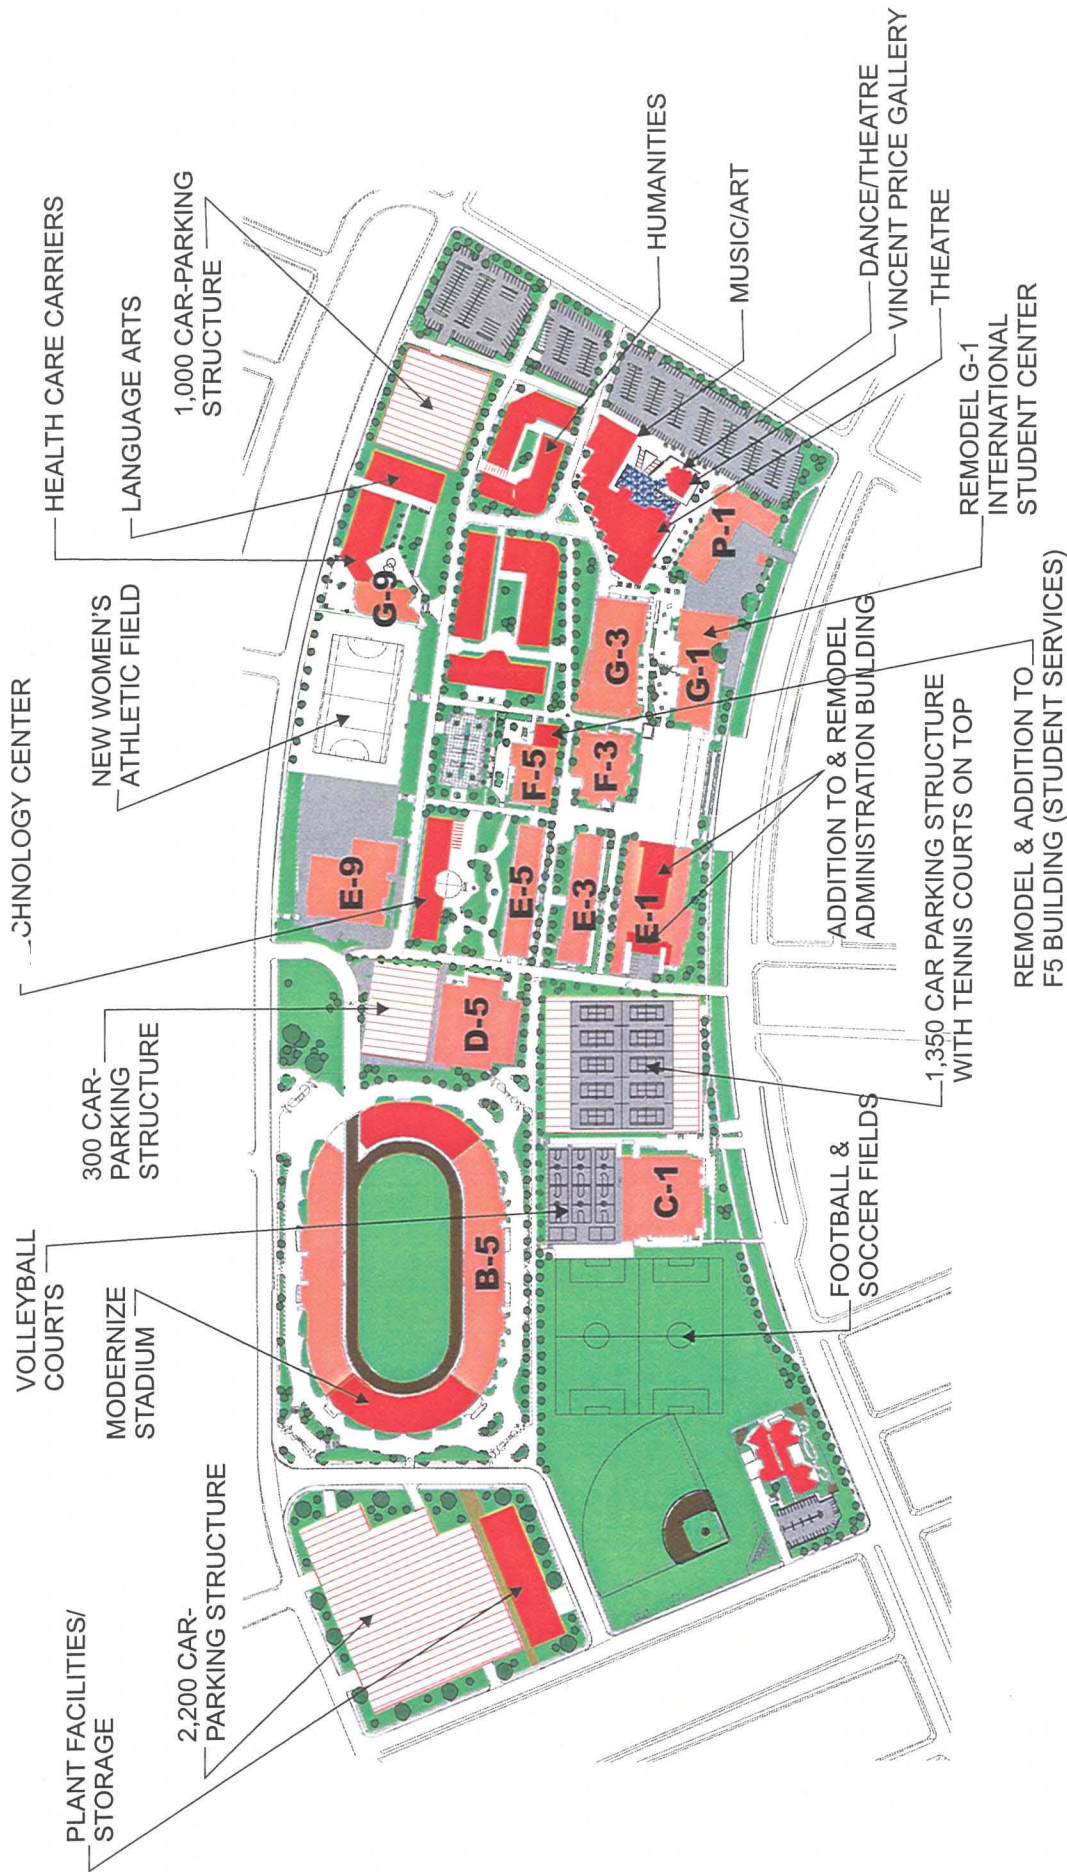 PLANT FACILITIES/
STORAGE
2,200 CAR-
PARKING STRUCTURE
VOLLEYBALL
COURTS
MODERNIZE
STADIUM
300 CAR-
PARKING
STRUCTURE
CHNOLOGY CENTER
NEW WOMEN'S
ATHLETIC FIELD
HEALTH CARE CARRIERS
LANGUAGE ARTS
1,000 CAR-PARKING
STRUCTURE
HUMANITIES
MUSIC/ART
DANCE/THEATRE
VINCENT PRICE GALLERY
THEATRE
REMODEL G-1
INTERNATIONAL
STUDENT CENTER
ADDITION TO & REMODEL
ADMINISTRATION BUILDING
REMODEL & ADDITION TO
F5 BUILDING (STUDENT SERVICES)
1,350 CAR PARKING STRUCTURE
WITH TENNIS COURTS ON TOP
FOOTBALL &
SOCCER FIELDS
B-5
C-1
D-5
E-9
E-5
E-3
E-1
F-5
F-3
G-9
G-3
G-1
P-1